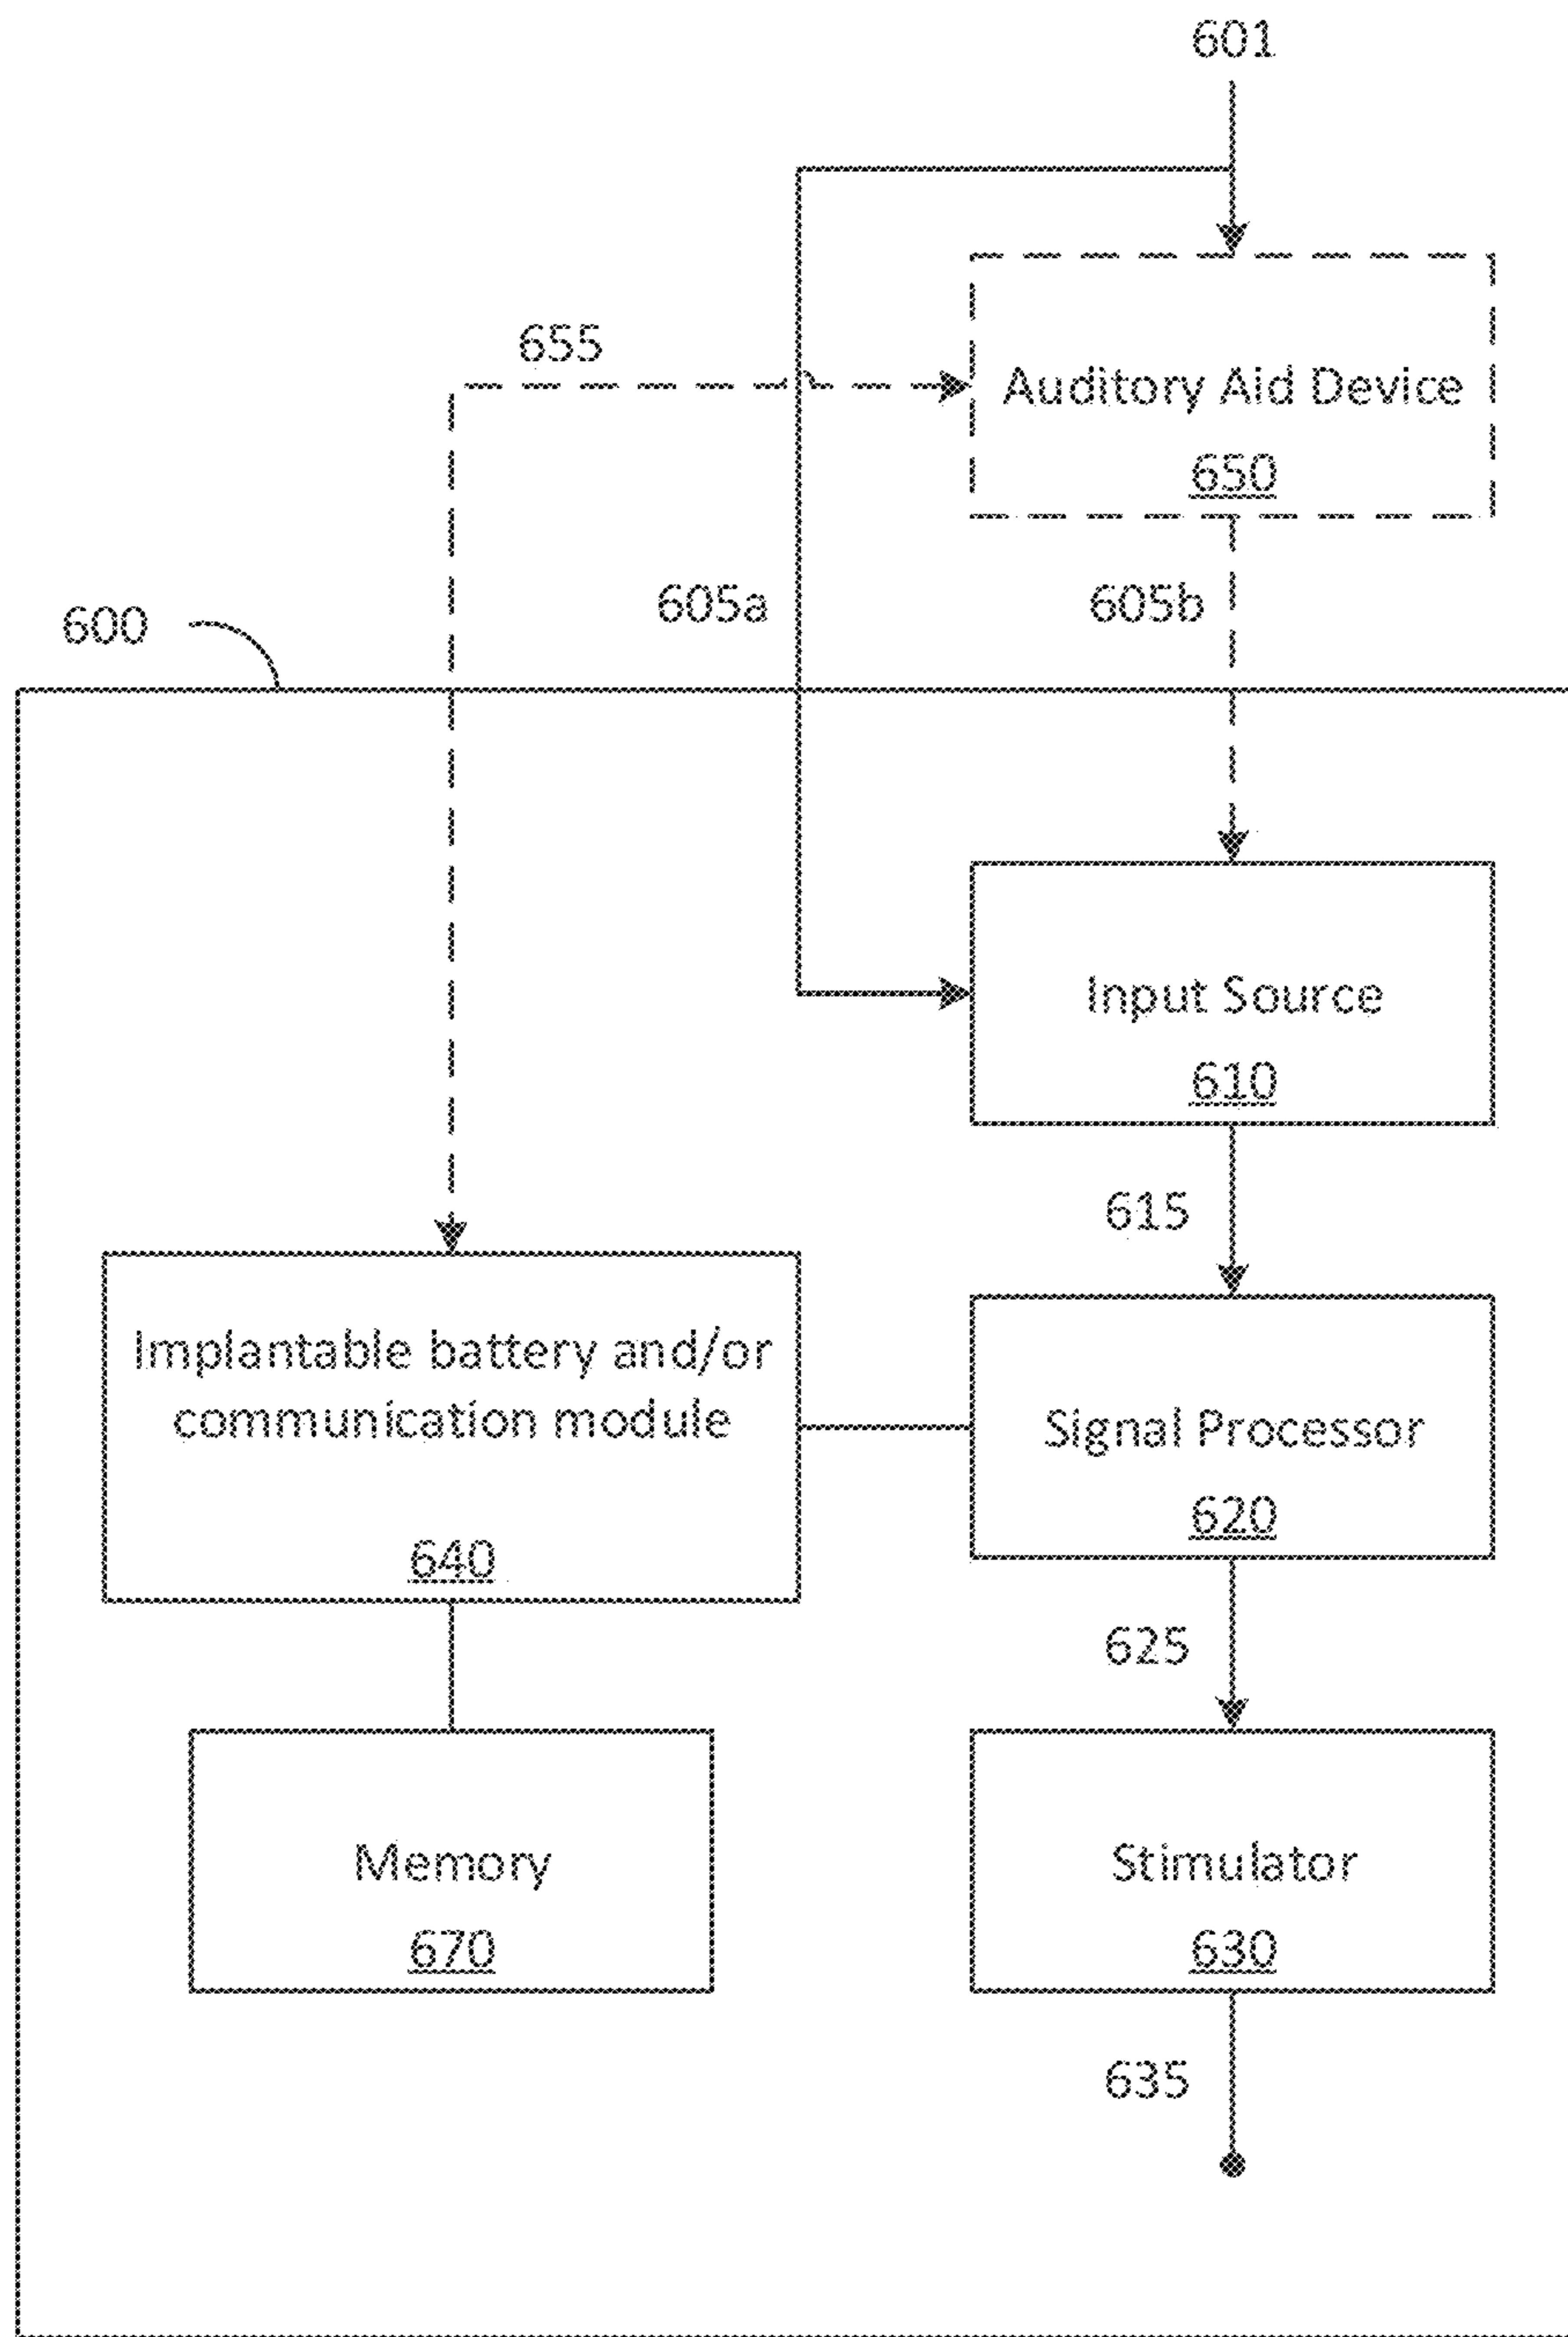 601
655
Auditory Aid Device
650
605a
605b
600
Input Source
610
615
Implantable battery and/or
communication module
640
Signal Processor
620
625
Memory
670
Stimulator
630
635